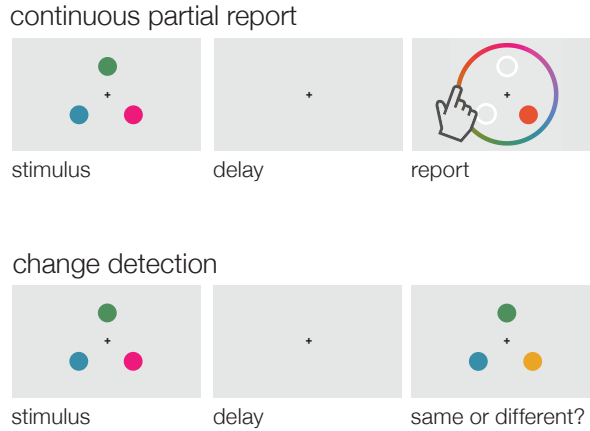 continuous partial report
stimulus delay report
change detection
stimulus delay same or different?